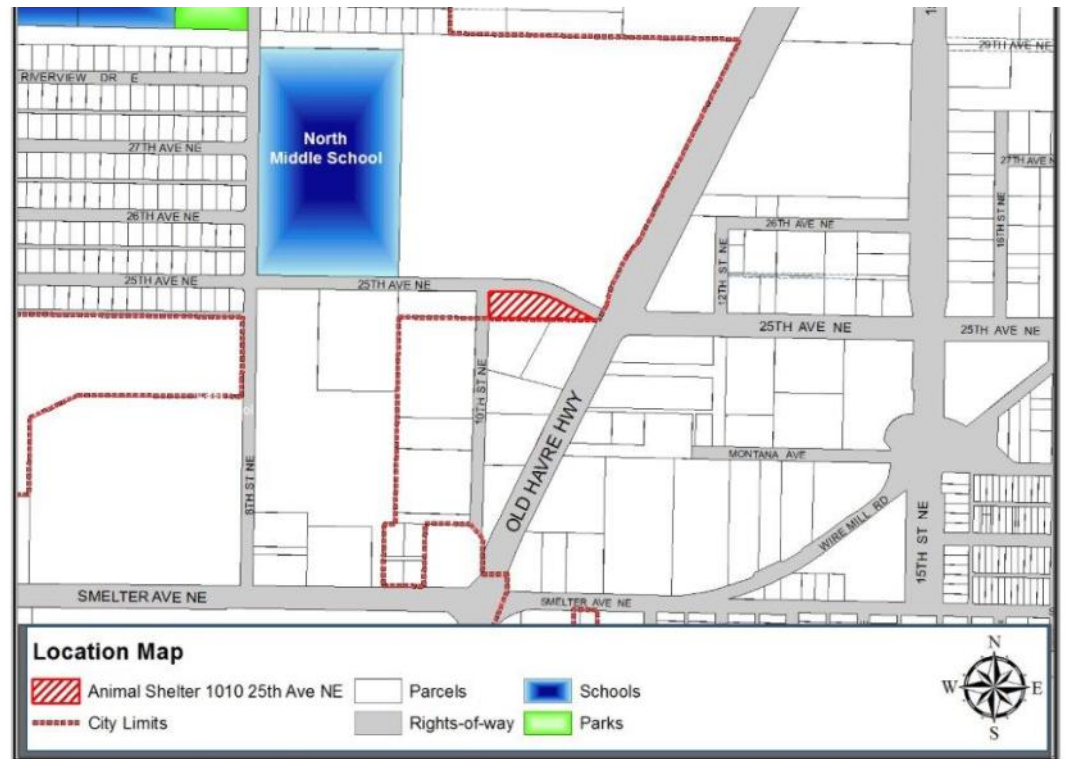 29TH AVE NE
RIVERVIEW DR E
North
Middle School
27TH AVE NE
27TH AVE N
26TH AVE NE
26TH AVE NE
16TH ST NE
12TH ST NE
25TH AVE NE
25TH AVE NE
25TH AVE NE
25TH AVE NE
10TH ST NE
OLD HAVRE HWY
MONTANA AVE
8TH ST NE
WIRE MILL RD
15TH ST NE
SMELTER AVE NE
SMELTER AVE NE
Location Map
Animal Shelter 1010 25th Ave NE
Parcels
Schools
City Limits
Rights-of-way
Parks
N
W
E
S